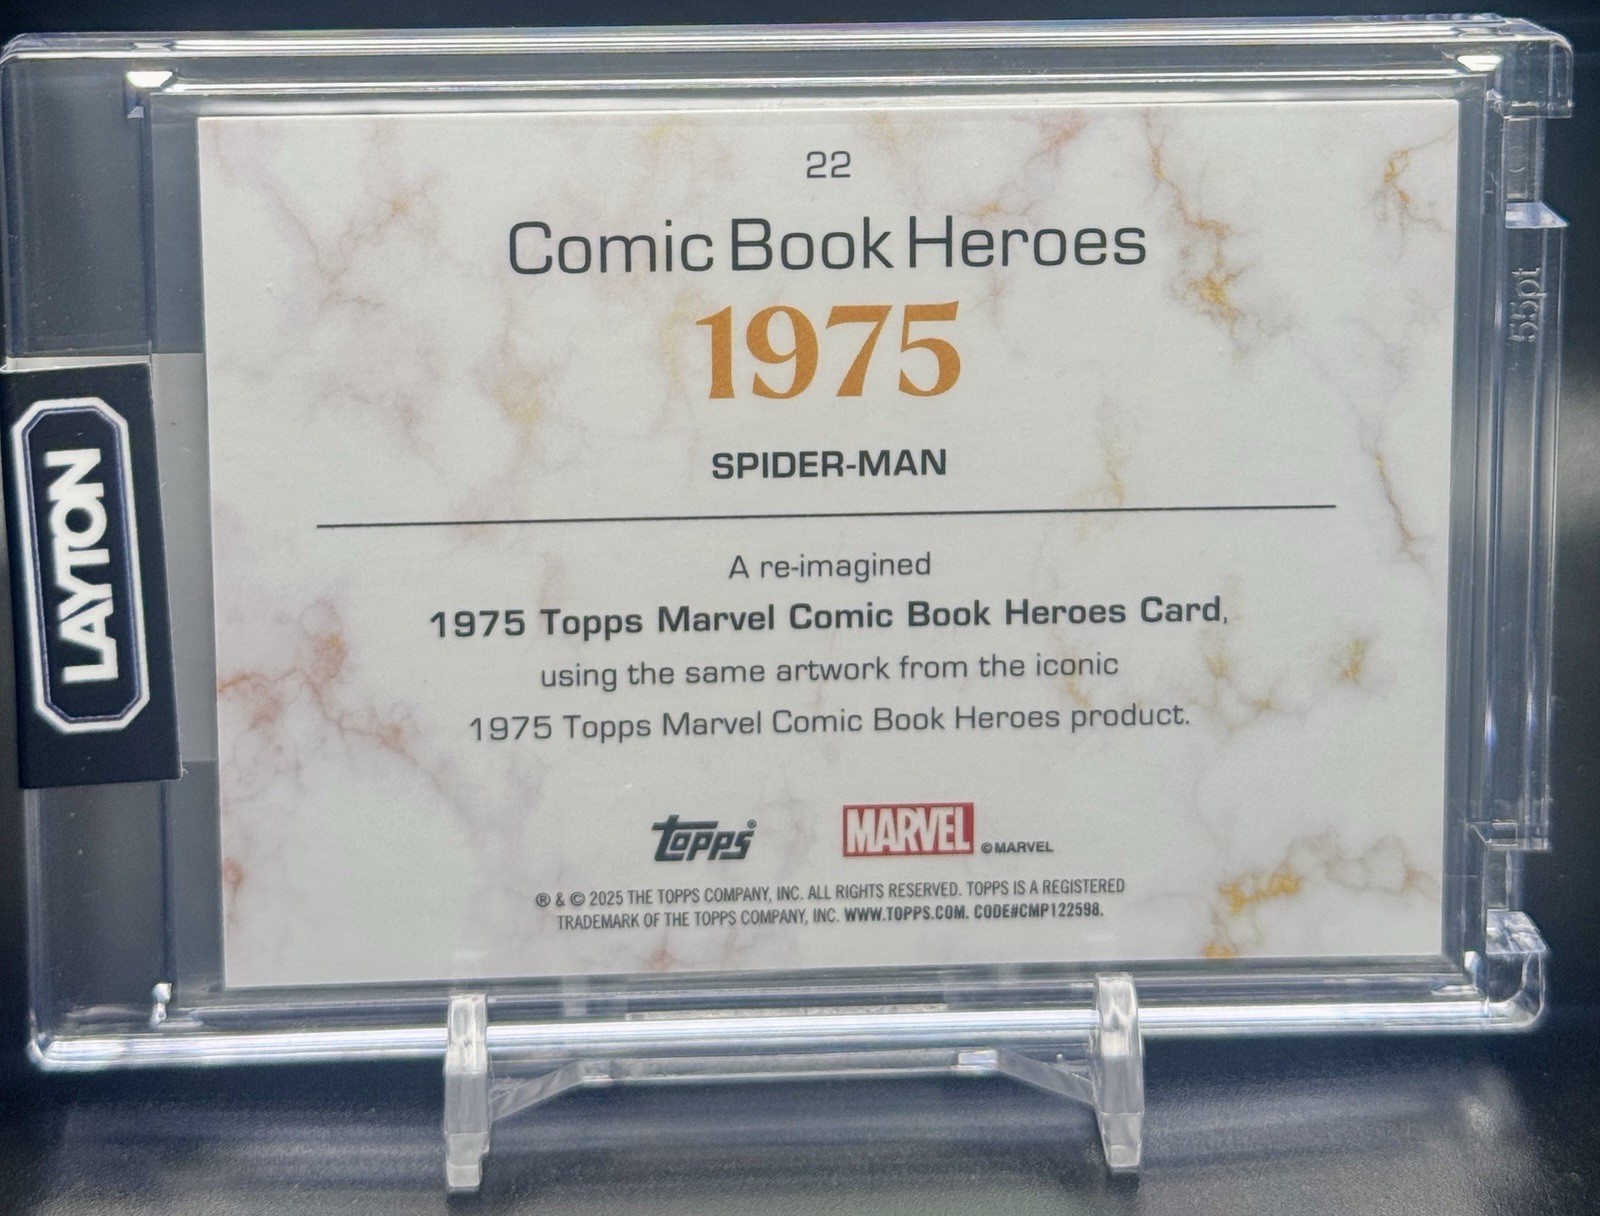 22
Comic Book Heroes
1975
SPIDER-MAN
A re-imagined
1975 Topps Marvel Comic Book Heroes Card,
using the same artwork from the iconic
1975 Topps Marvel Comic Book Heroes product.
topps®
MARVEL
© MARVEL
® & © 2025 THE TOPPS COMPANY, INC. ALL RIGHTS RESERVED. TOPPS IS A REGISTERED
TRADEMARK OF THE TOPPS COMPANY, INC. WWW.TOPPS.COM. CODE#CMP122598.
LAYTON
55pt